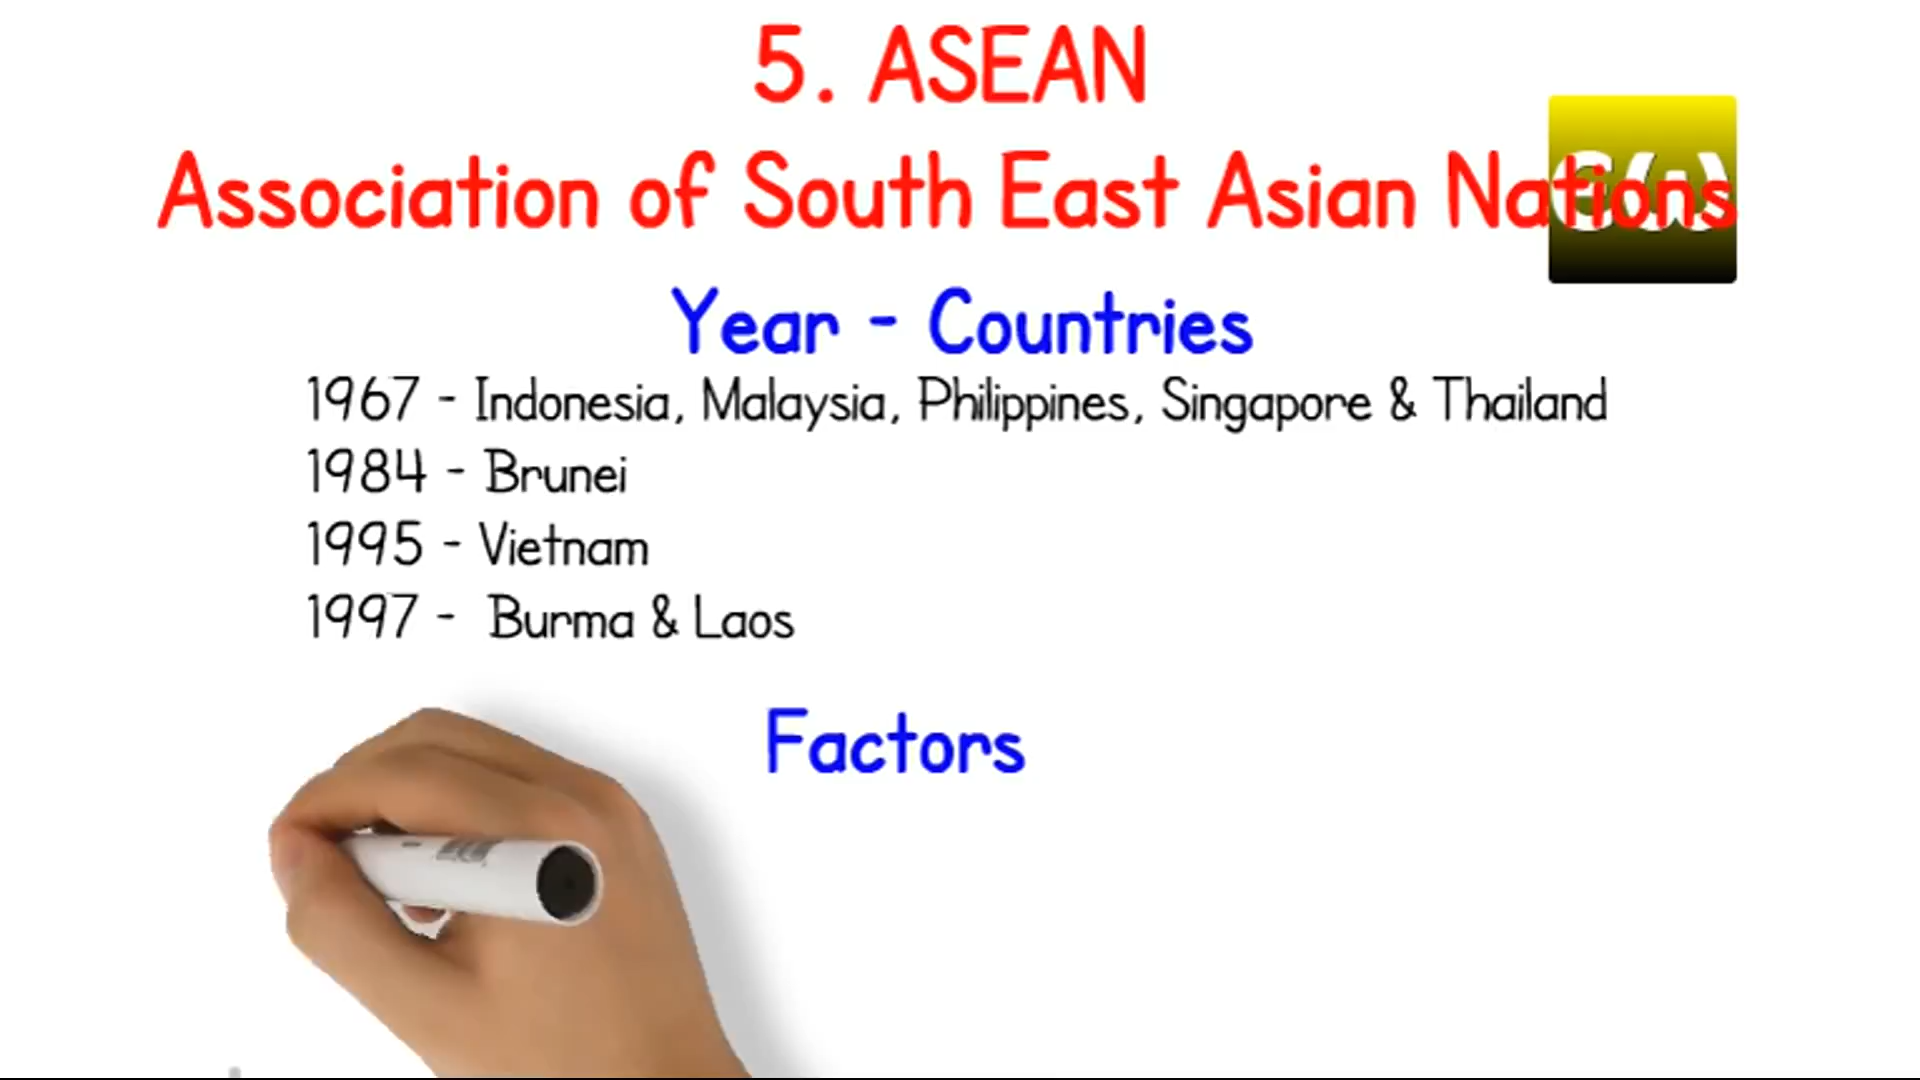 5. ASEAN
Association of South East Asian Nations
Year - Countries
1967 - Indonesia, Malaysia, Philippines, Singapore & Thailand
1984 - Brunei
1995 - Vietnam
1997 - Burma & Laos
Factors